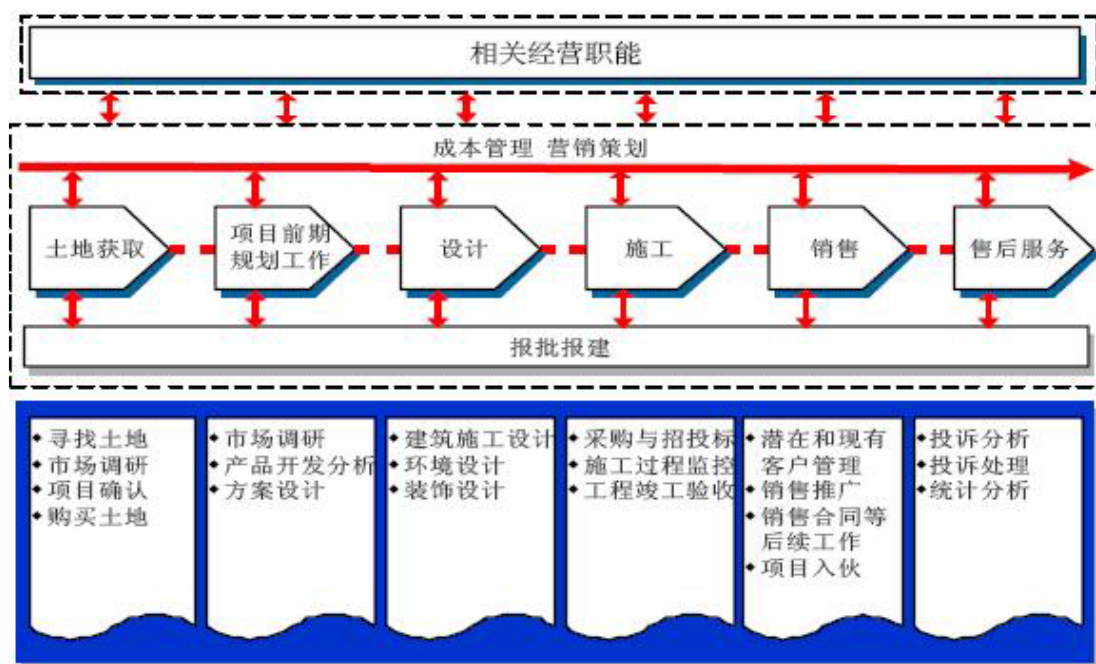 相关经营职能
成本管理 营销策划
土地获取
项目前期
规划工作
设计
施工
销售
售后服务
报批报建
寻找土地
市场调研
项目确认
购买土地
市场调研
产品开发分析
方案设计
建筑施工设计
环境设计
装饰设计
采购与招投标
施工过程监控
工程竣工验收
潜在和现有
客户管理
销售推广
销售合同等
后续工作
项目入伙
投诉分析
投诉处理
统计分析